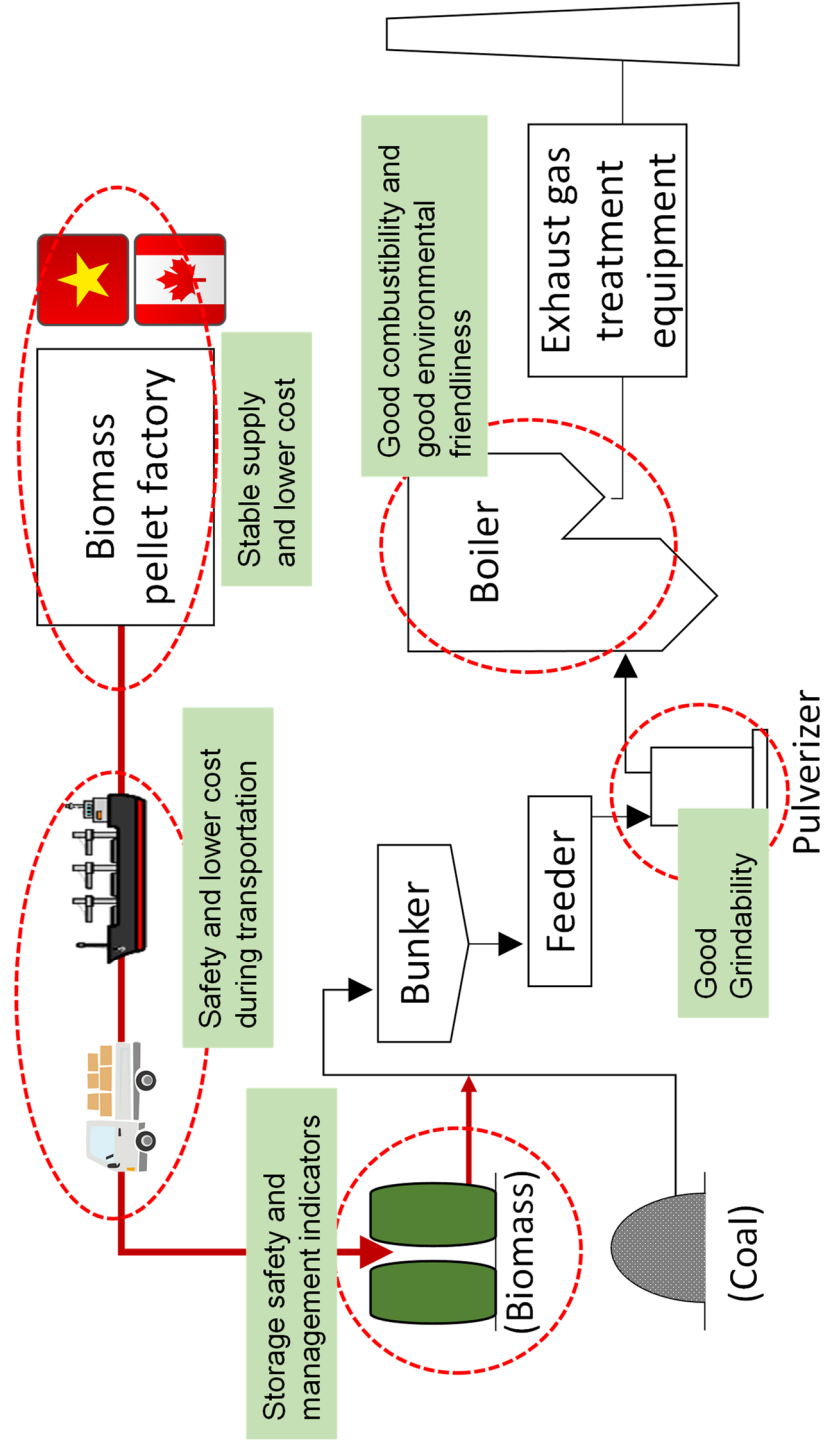 Biomass
pellet factory
Stable supply
and lower cost
Safety and lower cost
during transportation
Storage safety and
management indicators
(Biomass)
(Coal)
Bunker
Feeder
Good
Grindability
Pulverizer
Boiler
Good combustibility and
good environmental
friendliness
Exhaust gas
treatment
equipment